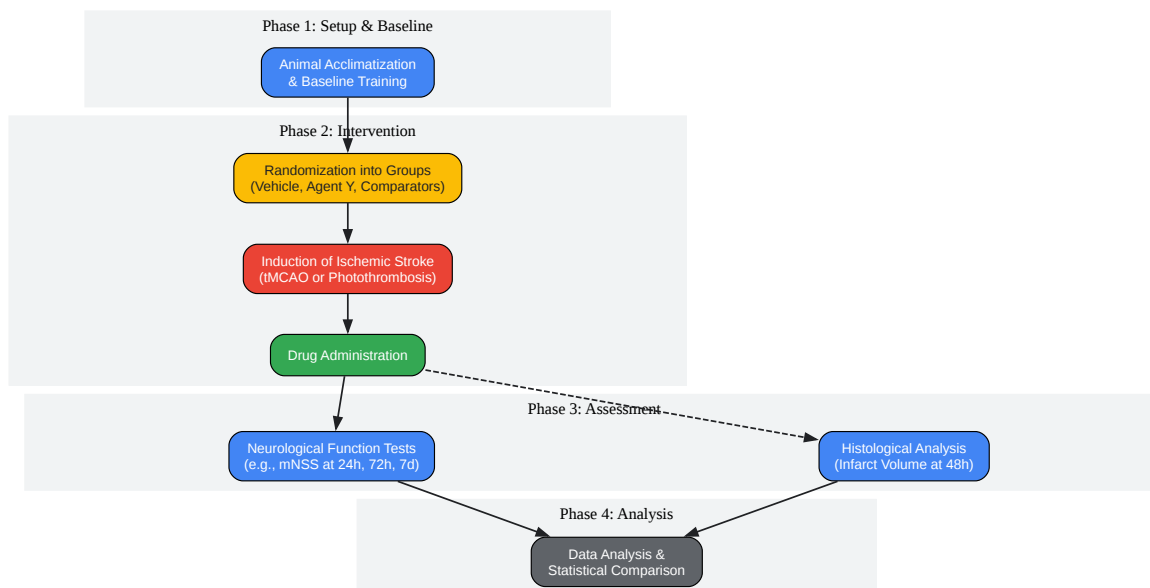 Phase 1: Setup & Baseline
Animal Acclimatization
& Baseline Training
Phase 2: Intervention
Randomization into Groups
(Vehicle, Agent Y, Comparators)
Induction of Ischemic Stroke
(tMCAO or Photothrombosis)
Drug Administration
Phase 3: Assessment
Neurological Function Tests
(e.g., mNSS at 24h, 72h, 7d)
Histological Analysis
(Infarct Volume at 48h)
Phase 4: Analysis
Data Analysis &
Statistical Comparison